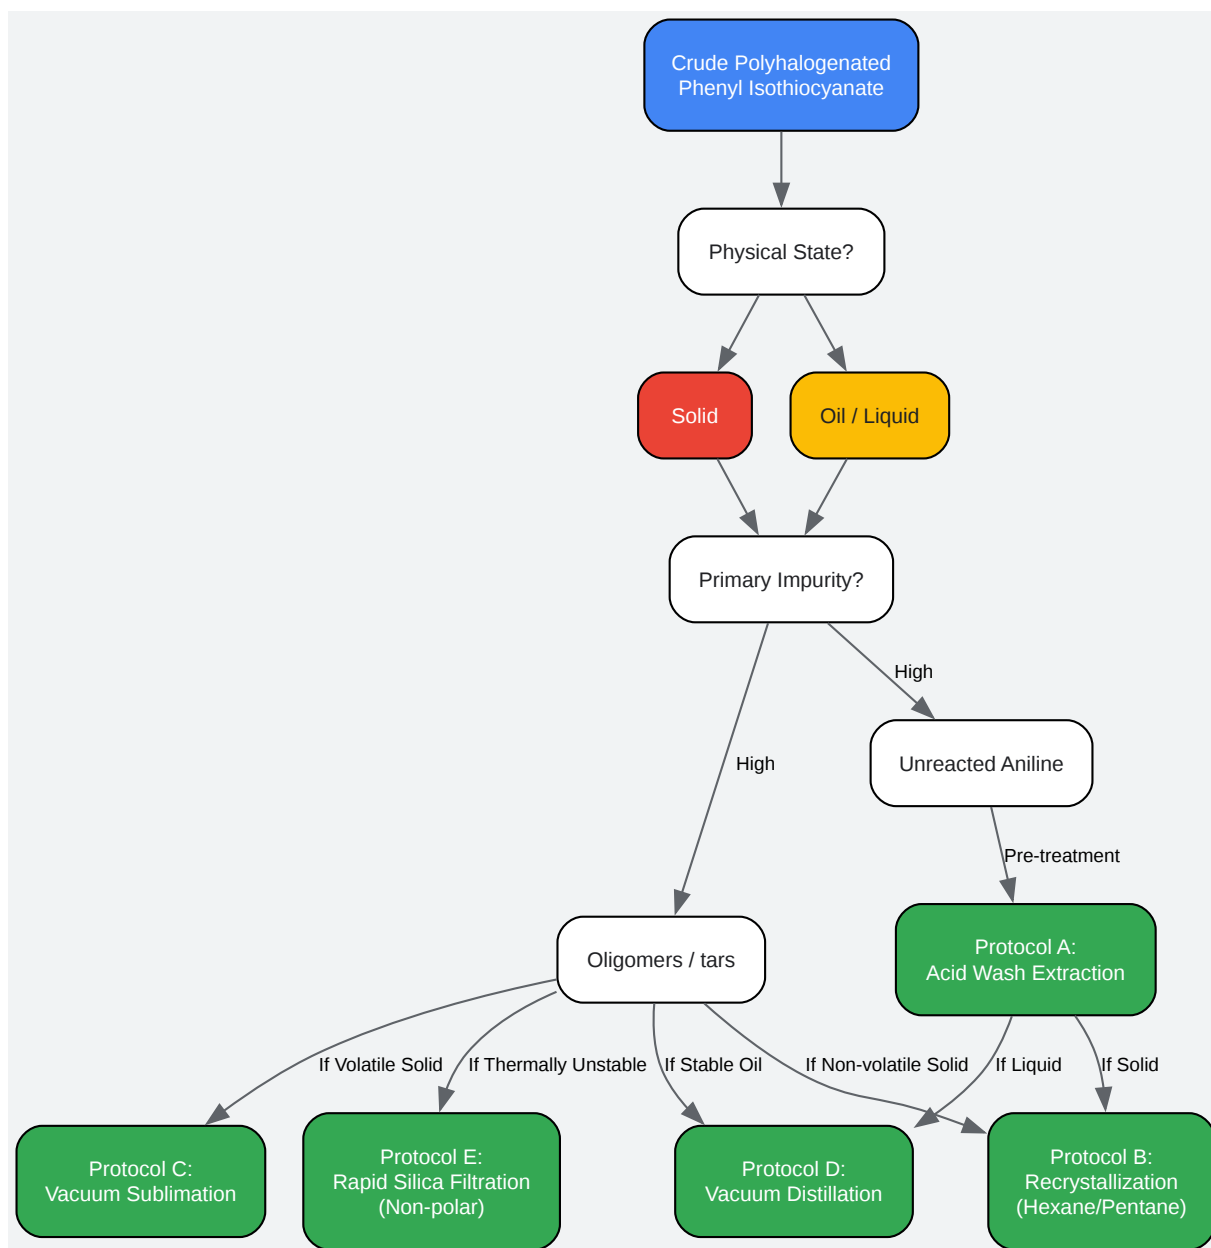 Crude Polyhalogenated
Phenyl Isothiocyanate
Physical State?
Solid
Oil / Liquid
Primary Impurity?
High
Unreacted Aniline
High
Pre-treatment
Oligomers / tars
Protocol A:
Acid Wash Extraction
If Volatile Solid
If Thermally Unstable
If Stable Oil
If Non-volatile Solid
If Liquid
If Solid
Protocol C:
Vacuum Sublimation
Protocol E:
Rapid Silica Filtration
(Non-polar)
Protocol D:
Vacuum Distillation
Protocol B:
Recrystallization
(Hexane/Pentane)